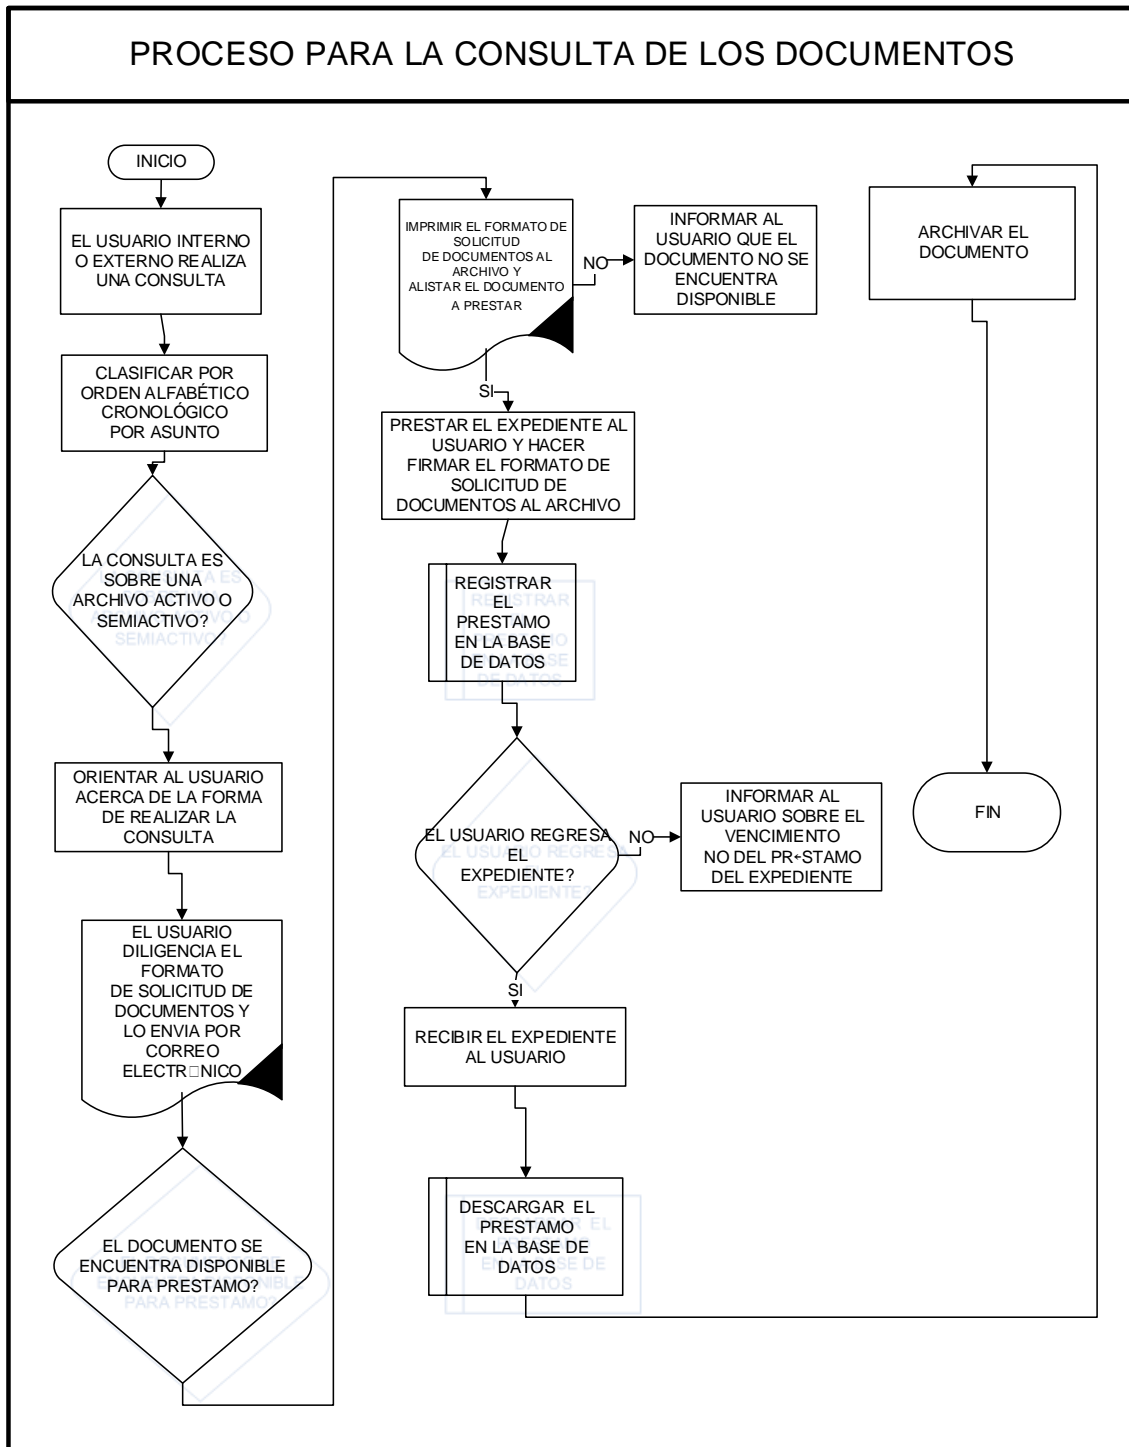 PROCESO PARA LA CONSULTA DE LOS DOCUMENTOS
INICIO
EL USUARIO INTERNO
O EXTERNO REALIZA
UNA CONSULTA
CLASIFICAR POR
ORDEN ALFABÉTICO
CRONOLÓGICO
POR ASUNTO
LA CONSULTA ES
SOBRE UNA
ARCHIVO ACTIVO O
SEMIACTIVO?
ORIENTAR AL USUARIO
ACERCA DE LA FORMA
DE REALIZAR LA
CONSULTA
EL USUARIO
DILIGENCIA EL
FORMATO
DE SOLICITUD DE
DOCUMENTOS Y
LO ENVIA POR
CORREO
ELECTR□NICO
EL DOCUMENTO SE
ENCUENTRA DISPONIBLE
PARA PRESTAMO?
IMPRIMIR EL FORMATO DE
SOLICITUD
DE DOCUMENTOS AL
ARCHIVO Y
ALISTAR EL DOCUMENTO
A PRESTAR
NO
INFORMAR AL
USUARIO QUE EL
DOCUMENTO NO SE
ENCUENTRA
DISPONIBLE
SI
PRESTAR EL EXPEDIENTE AL
USUARIO Y HACER
FIRMAR EL FORMATO DE
SOLICITUD DE
DOCUMENTOS AL ARCHIVO
REGISTRAR
EL
PRESTAMO
EN LA BASE
DE DATOS
EL USUARIO REGRESA
EL
EXPEDIENTE?
NO
INFORMAR AL
USUARIO SOBRE EL
VENCIMIENTO
NO DEL PR←STAMO
DEL EXPEDIENTE
SI
RECIBIR EL EXPEDIENTE
AL USUARIO
DESCARGAR EL
PRESTAMO
EN LA BASE DE
DATOS
ARCHIVAR EL
DOCUMENTO
FIN